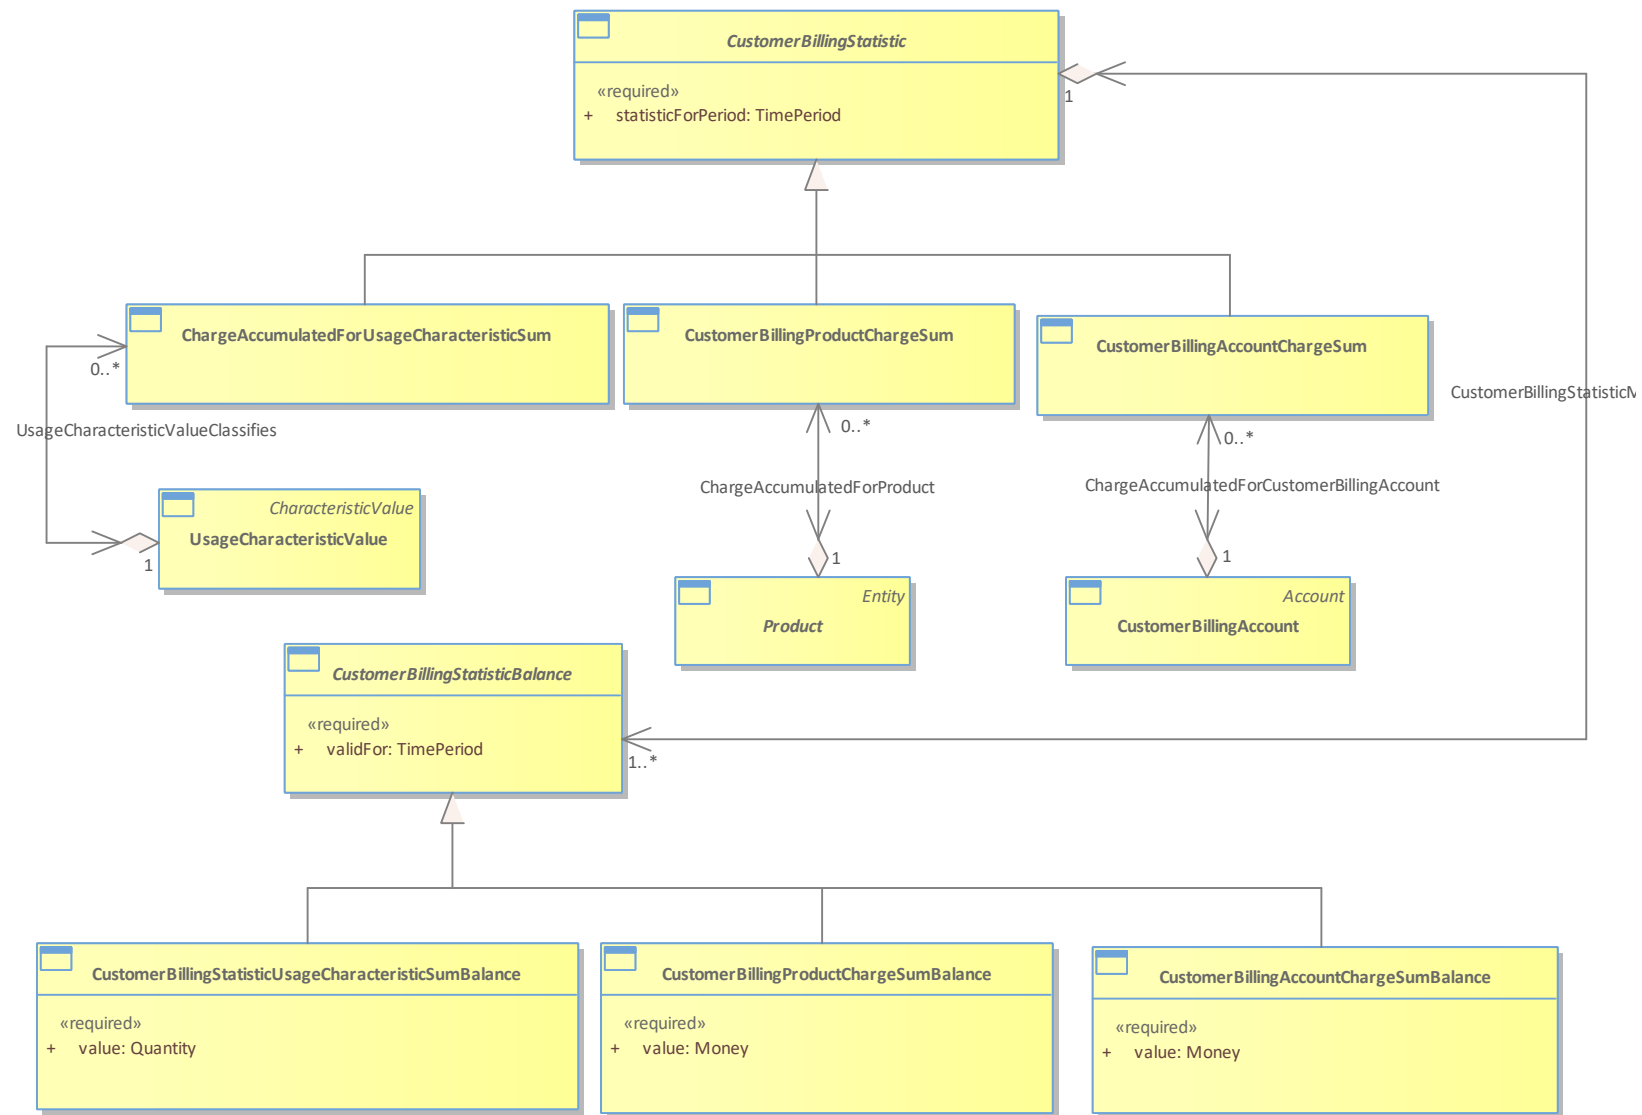 CustomerBillingStatistic
«required»
+ statisticForPeriod: TimePeriod
1
ChargeAccumulatedForUsageCharacteristicSum
CustomerBillingProductChargeSum
CustomerBillingAccountChargeSum
0..*
0..*
0..*
CustomerBillingStatisticM
UsageCharacteristicValueClassifies
ChargeAccumulatedForProduct
ChargeAccumulatedForCustomerBillingAccount
CharacteristicValue
UsageCharacteristicValue
1
1
1
Entity
Product
Account
CustomerBillingAccount
CustomerBillingStatisticBalance
«required»
+ validFor: TimePeriod
1..*
CustomerBillingStatisticUsageCharacteristicSumBalance
«required»
+ value: Quantity
CustomerBillingProductChargeSumBalance
«required»
+ value: Money
CustomerBillingAccountChargeSumBalance
«required»
+ value: Money